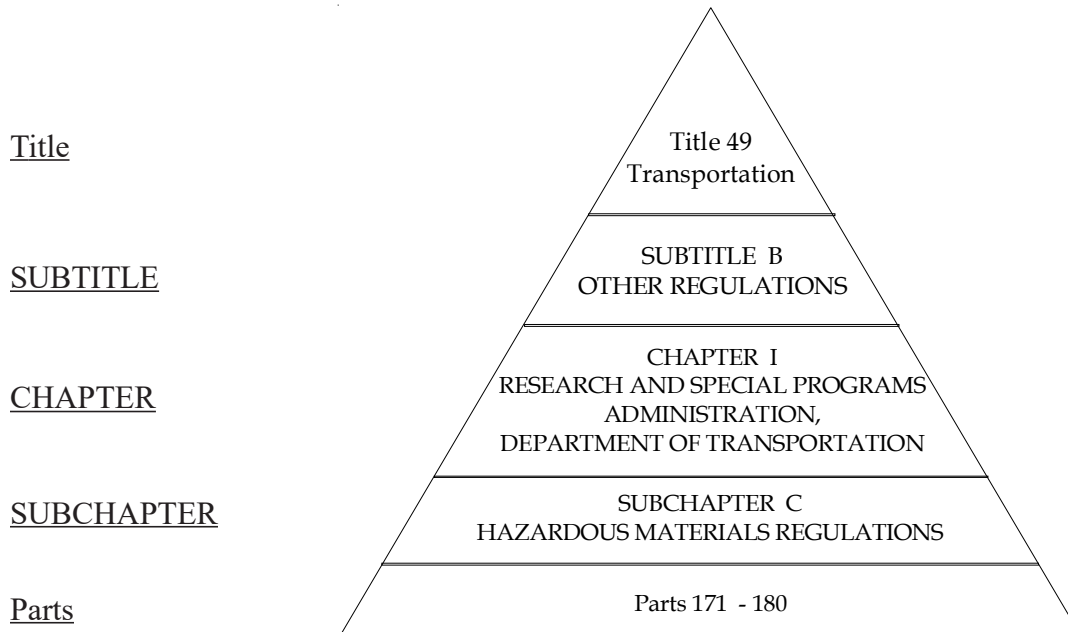 Title
Title 49
Transportation
SUBTITLE
SUBTITLE B
OTHER REGULATIONS
CHAPTER
CHAPTER I
RESEARCH AND SPECIAL PROGRAMS
ADMINISTRATION,
DEPARTMENT OF TRANSPORTATION
SUBCHAPTER
SUBCHAPTER C
HAZARDOUS MATERIALS REGULATIONS
Parts
Parts 171 - 180